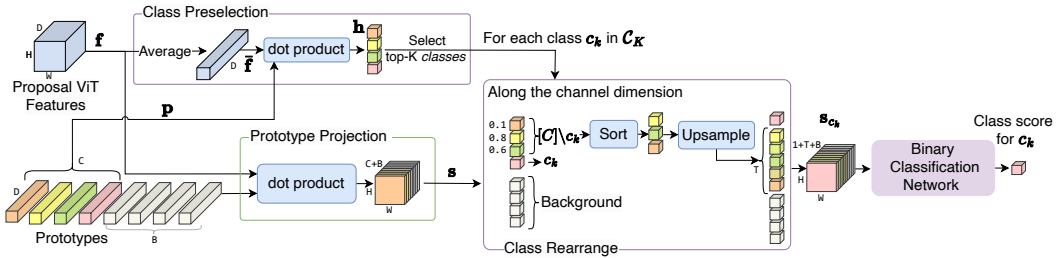 Class Preselection
D
H
W
f
Proposal ViT
Features
Average
D
f̄
dot product
h
Select
top-K classes
For each class c_k in C_K
p
C
D
Prototypes
B
Prototype Projection
dot product
C+B
H
W
s
Along the channel dimension
0.1
0.8
0.6
[C]\c_k
c_k
Sort
Upsample
T
Background
Class Rearrange
s_{c_k}
1+T+B
H
W
Binary
Classification
Network
Class score
for c_k